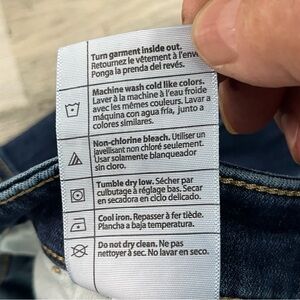 Turn garment inside out.
Retournez le vêtement à l'env
Ponga la prenda del revés.
Machine wash cold like colors.
Laver à la machine à l'eau froide
avec les mêmes couleurs. Lavar a
máquina con agua fría, junto a
colores similares.
Non-chlorine bleach. Utiliser un
javellisant non chloré seulement.
Usar solamente blanqueador
sin cloro.
Tumble dry low. Sécher par
culbutage à réglage bas. Secar
en secadora en ciclo delicado.
Cool iron. Repasser à fer tiède.
Plancha a baja temperatura.
Do not dry clean. Ne pas
nettoyer à sec. No lavar en seco.